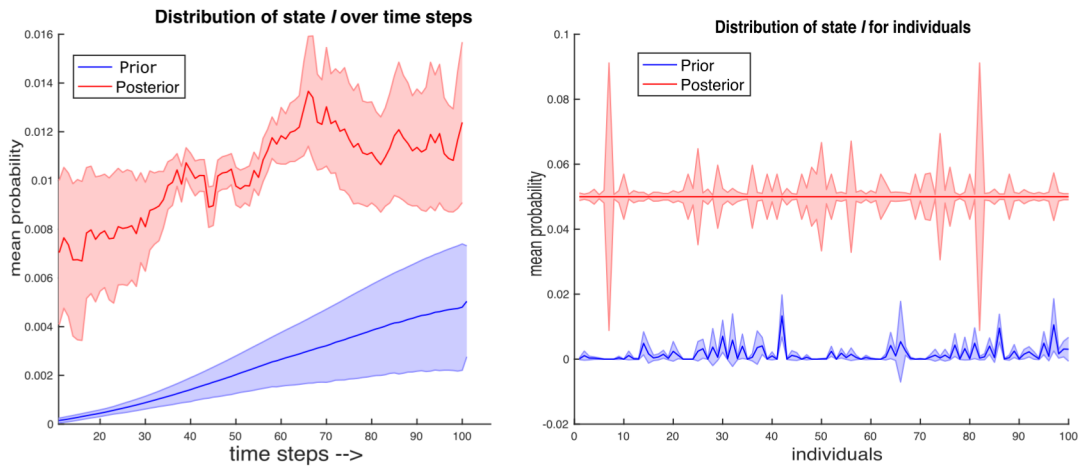 Distribution of state I over time steps
0.016
0.014
0.012
0.01
0.008
0.006
0.004
0.002
0
mean probability
Prior
Posterior
20 30 40 50 60 70 80 90 100
time steps -->
Distribution of state I for individuals
0.1
0.08
0.06
0.04
0.02
0
-0.02
mean probability
Prior
Posterior
0 10 20 30 40 50 60 70 80 90 100
individuals